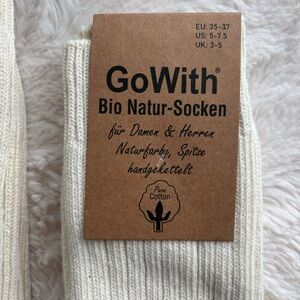 EU: 35-37
US: 5-7.5
UK: 3-5
GoWith®
Bio Natur-Socken
für Damen & Herren
Naturfarbe, Spitze
handgekettelt
Pure
Cotton